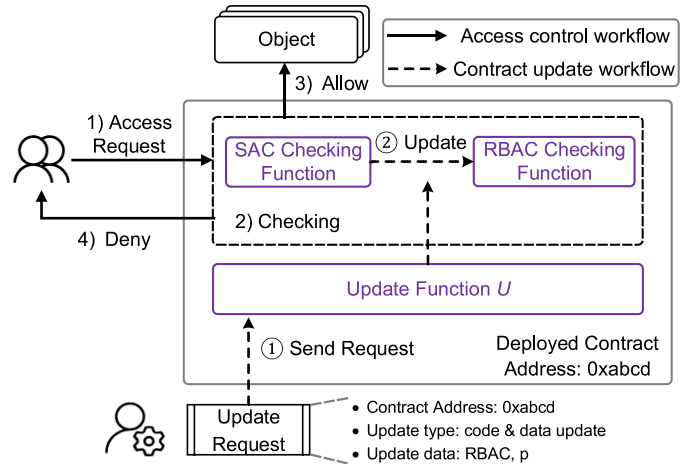 Object
Access control workflow
Contract update workflow
3) Allow
1) Access
Request
SAC Checking
Function
② Update
RBAC Checking
Function
2) Checking
4) Deny
Update Function U
① Send Request
Deployed Contract
Address: 0xabcd
Update
Request
• Contract Address: 0xabcd
• Update type: code & data update
• Update data: RBAC, p